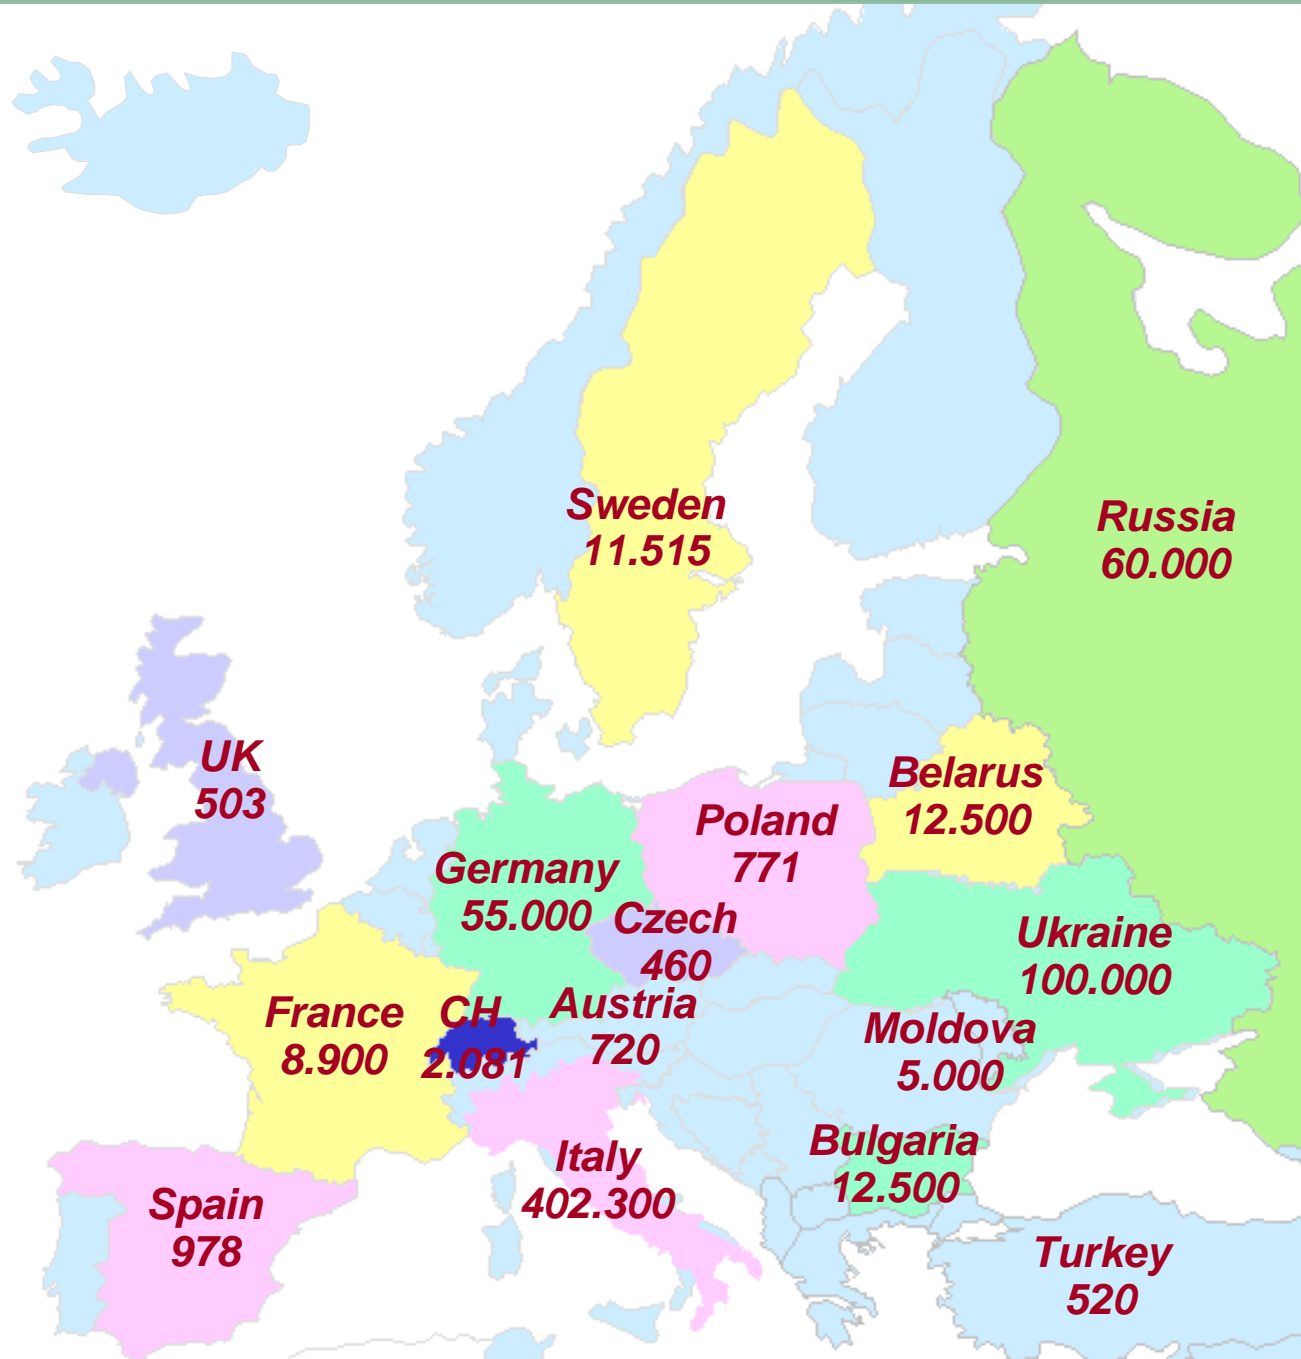 Sweden
11.515
Russia
60.000
UK
503
Belarus
12.500
Poland
771
Germany
55.000
Czech
460
Ukraine
100.000
France
8.900
CH
2.081
Austria
720
Moldova
5.000
Bulgaria
12.500
Italy
402.300
Spain
978
Turkey
520